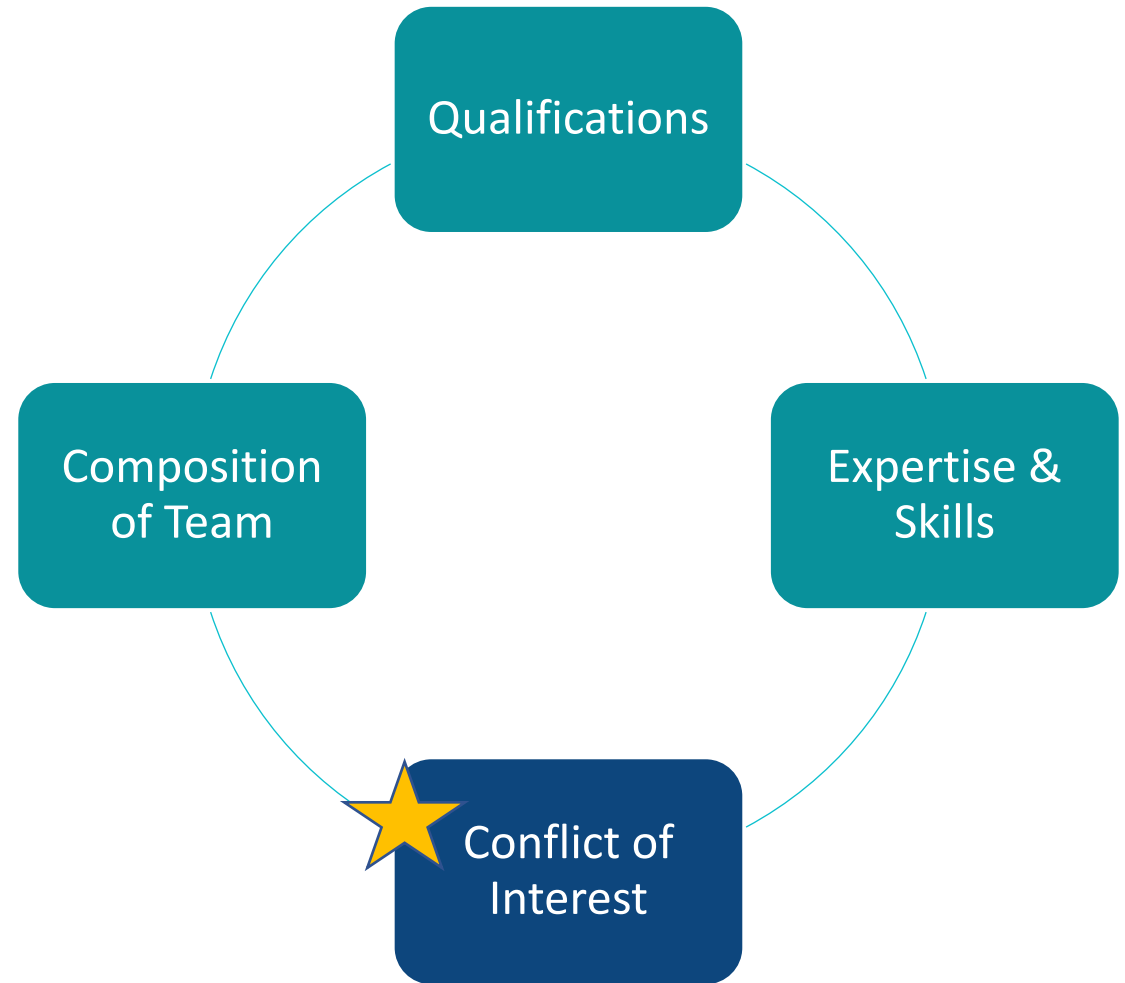 Qualifications
Composition
of Team
Expertise &
Skills
Conflict of
Interest